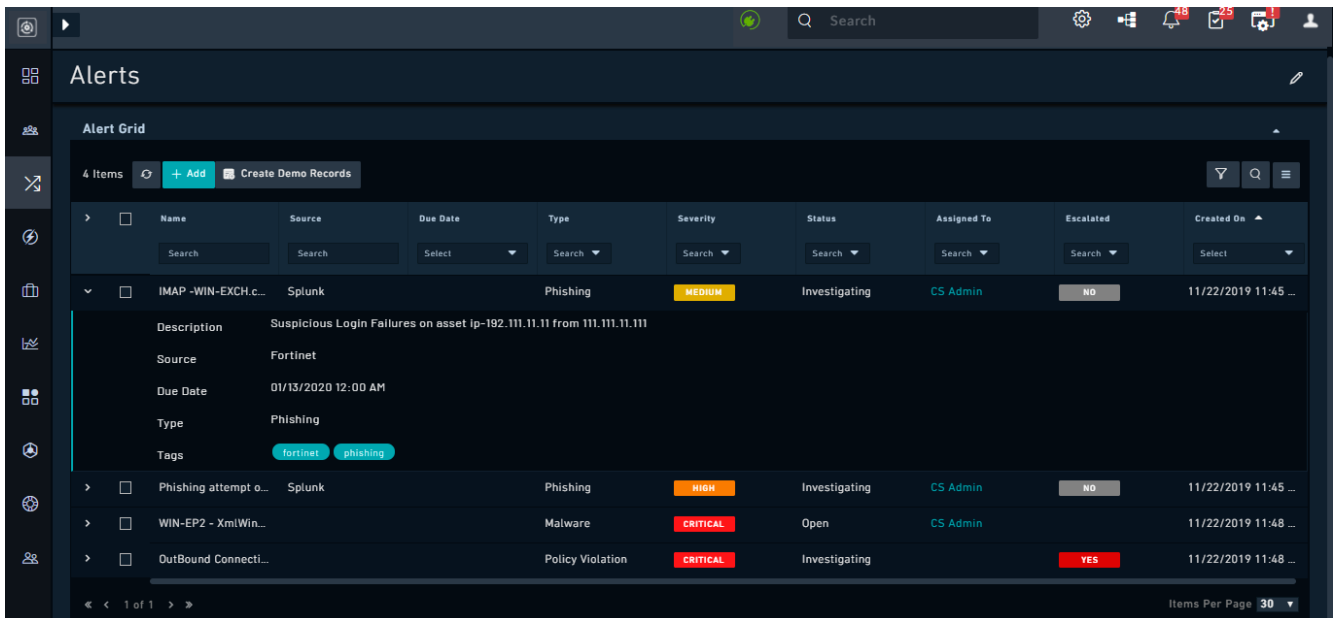 Search
48
25
!
Alerts
Alert Grid
4 Items + Add Create Demo Records
Name Source Due Date Type Severity Status Assigned To Escalated Created On
Search Search Select Search Search Search Search Search Select
IMAP -WIN-EXCH.c... Splunk Phishing MEDIUM Investigating CS Admin NO 11/22/2019 11:45 ...
Description Suspicious Login Failures on asset ip-192.111.11.11 from 111.111.11.111
Source Fortinet
Due Date 01/13/2020 12:00 AM
Type Phishing
Tags fortinet phishing
Phishing attempt o... Splunk Phishing HIGH Investigating CS Admin NO 11/22/2019 11:45 ...
WIN-EP2 - XmlWin... Malware CRITICAL Open CS Admin 11/22/2019 11:48 ...
OutBound Connecti... Policy Violation CRITICAL Investigating YES 11/22/2019 11:48 ...
1 of 1 Items Per Page 30